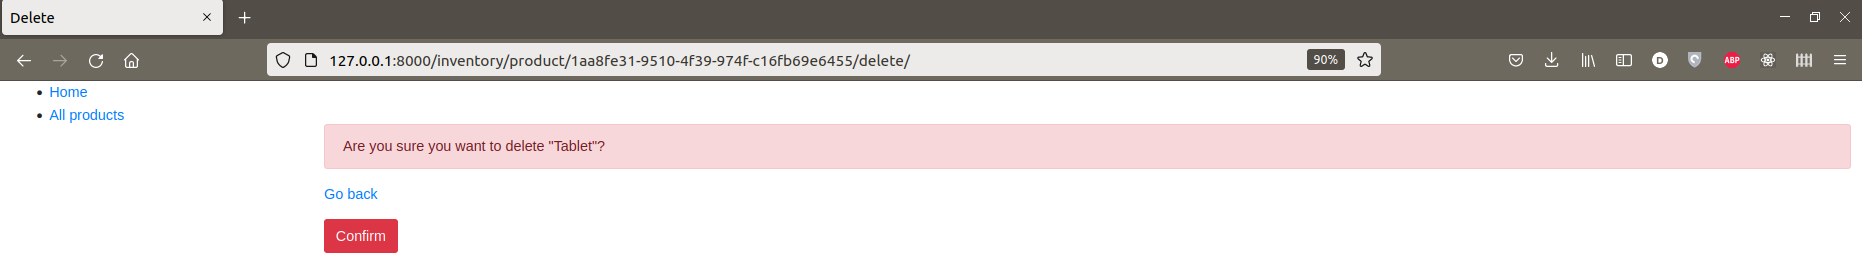 Delete
127.0.0.1:8000/inventory/product/1aa8fe31-9510-4f39-974f-c16fb69e6455/delete/
90%
D
ABP
Home
All products
Are you sure you want to delete "Tablet"?
Go back
Confirm